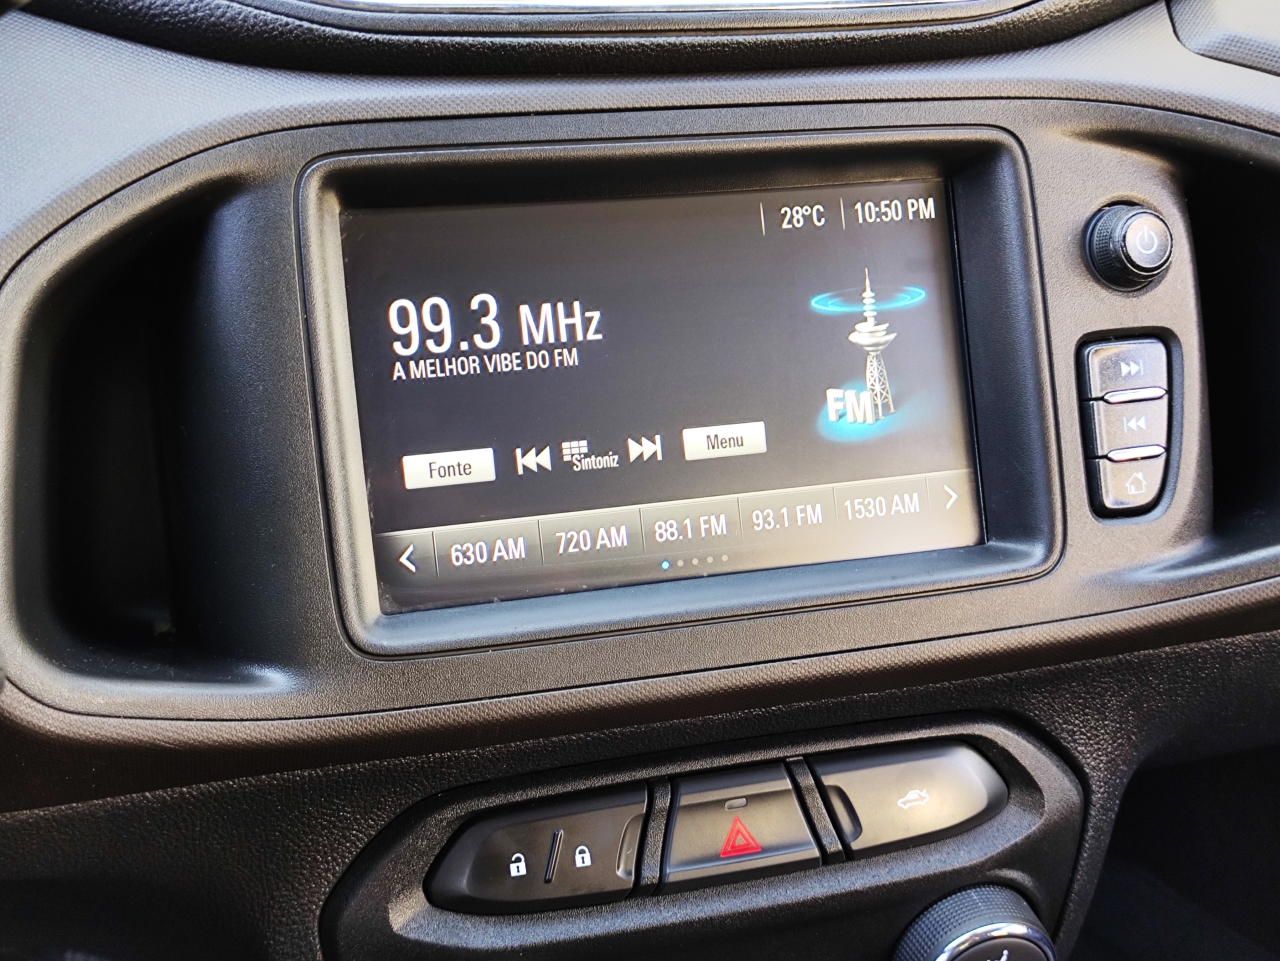 28°C 10:50 PM
99.3 MHz
A MELHOR VIBE DO FM
FM
Fonte Sintoniz Menu
630 AM 720 AM 88.1 FM 93.1 FM 1530 AM